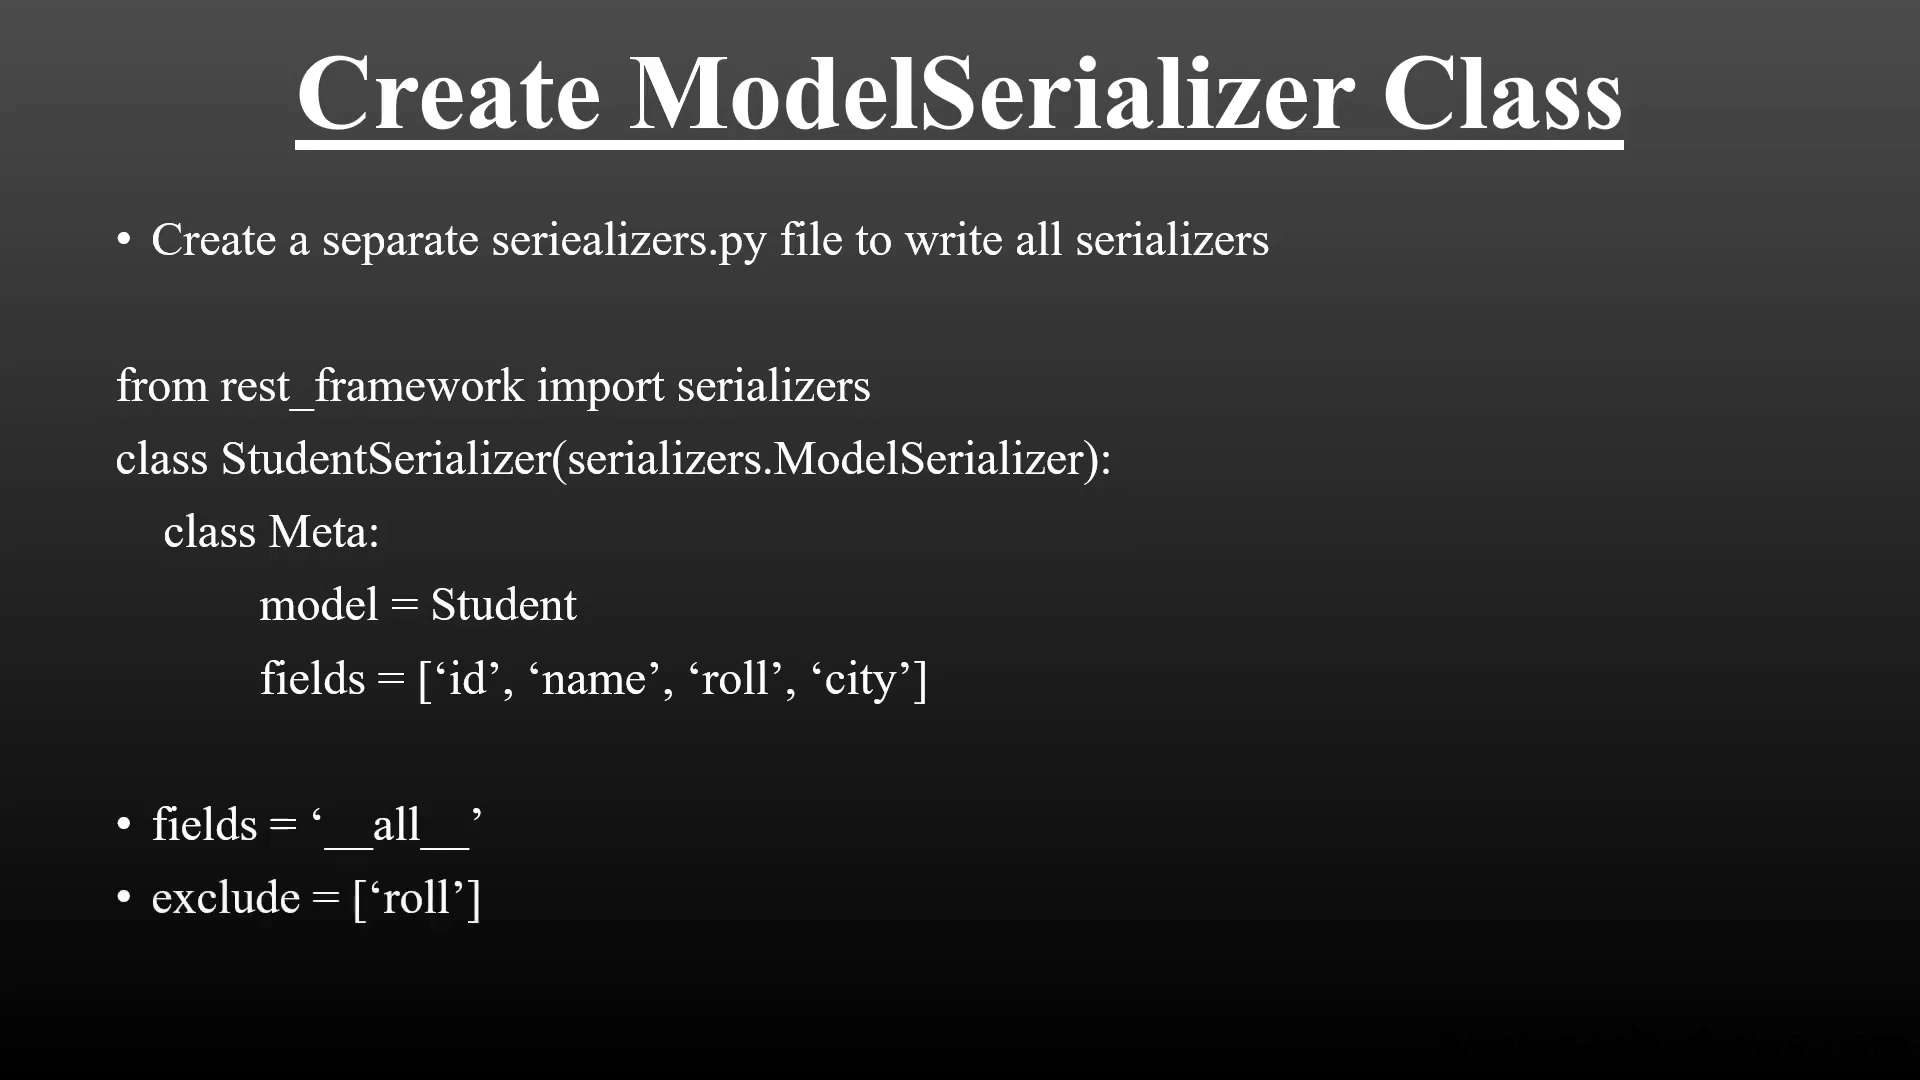 Create ModelSerializer Class
• Create a separate seriealizers.py file to write all serializers
from rest_framework import serializers
class StudentSerializer(serializers.ModelSerializer):
class Meta:
model = Student
fields = [‘id’, ‘name’, ‘roll’, ‘city’]
• fields = ‘__all__’
• exclude = [‘roll’]